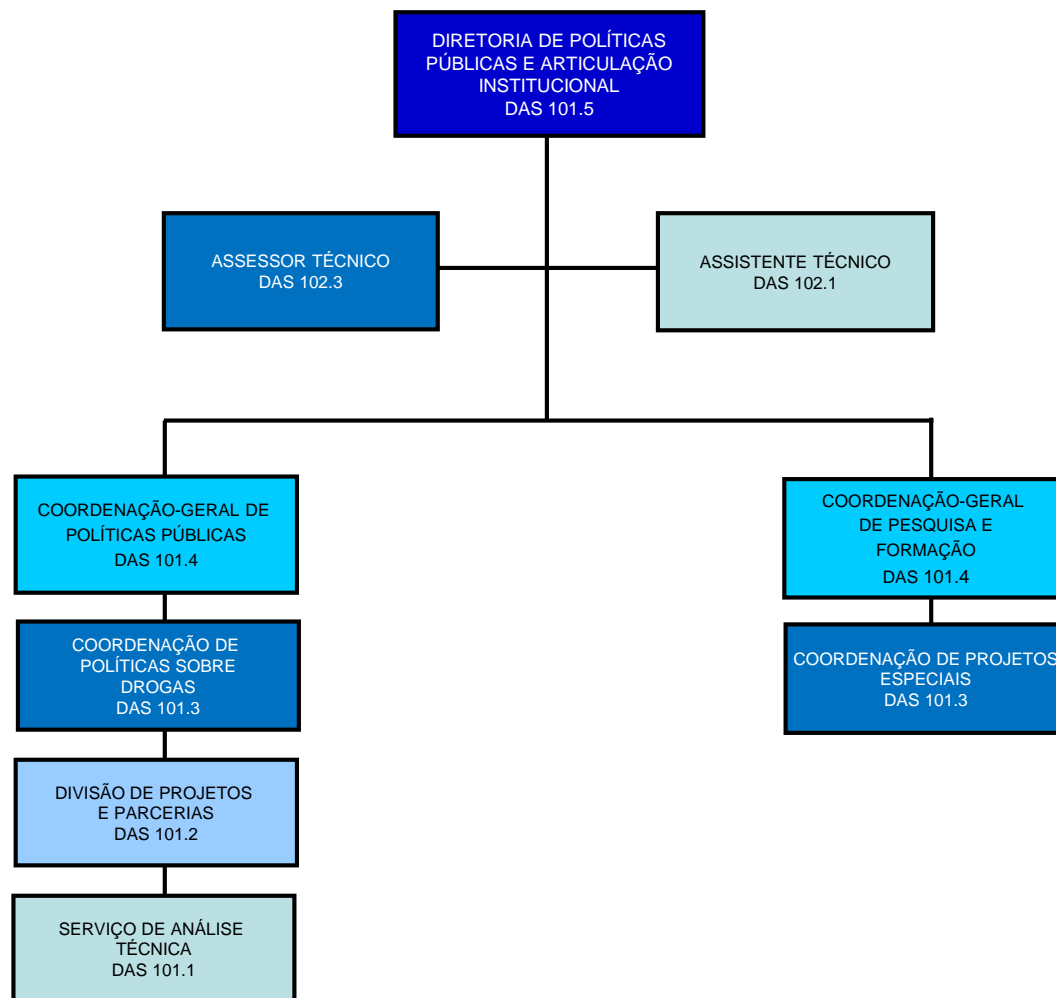 DIRETORIA DE POLÍTICAS
PÚBLICAS E ARTICULAÇÃO
INSTITUCIONAL
DAS 101.5
ASSESSOR TÉCNICO
DAS 102.3
ASSISTENTE TÉCNICO
DAS 102.1
COORDENAÇÃO-GERAL DE
POLÍTICAS PÚBLICAS
DAS 101.4
COORDENAÇÃO-GERAL
DE PESQUISA E
FORMAÇÃO
DAS 101.4
COORDENAÇÃO DE
POLÍTICAS SOBRE
DROGAS
DAS 101.3
COORDENAÇÃO DE PROJETOS
ESPECIAIS
DAS 101.3
DIVISÃO DE PROJETOS
E PARCERIAS
DAS 101.2
SERVIÇO DE ANÁLISE
TÉCNICA
DAS 101.1